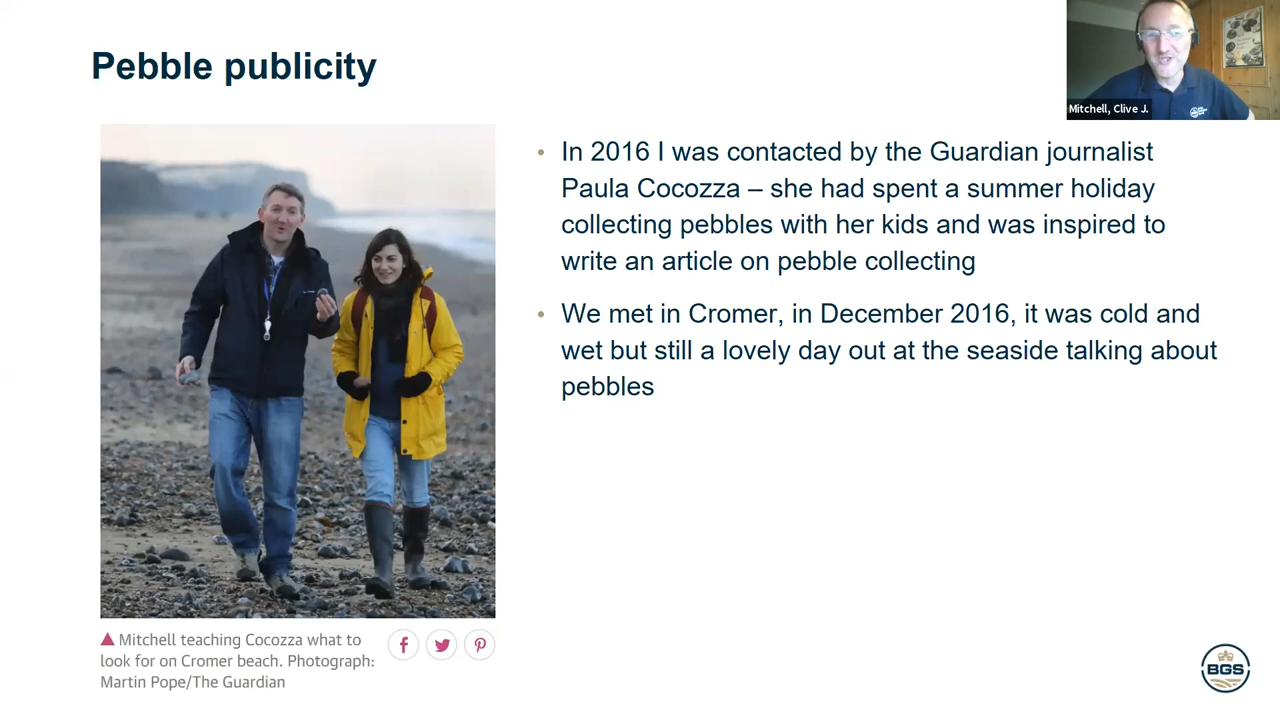 Pebble publicity
Mitchell, Clive J.
• In 2016 I was contacted by the Guardian journalist
Paula Cocozza – she had spent a summer holiday
collecting pebbles with her kids and was inspired to
write an article on pebble collecting
• We met in Cromer, in December 2016, it was cold and
wet but still a lovely day out at the seaside talking about
pebbles
Mitchell teaching Cocozza what to
look for on Cromer beach. Photograph:
Martin Pope/The Guardian
BGS